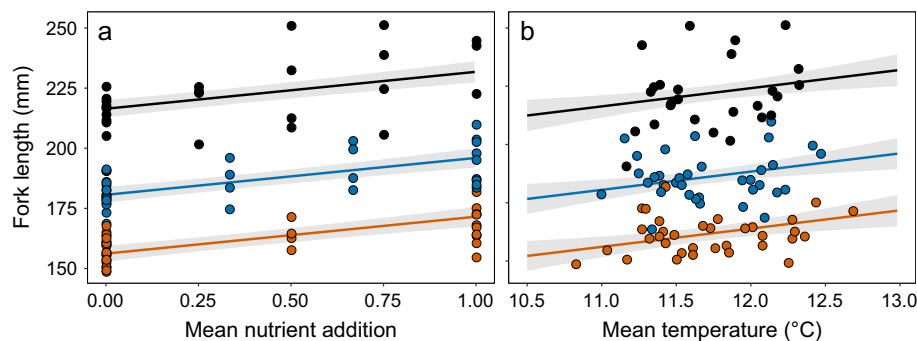 a
b
Fork length (mm)
250
225
200
175
150
0.00 0.25 0.50 0.75 1.00
10.5 11.0 11.5 12.0 12.5 13.0
Mean nutrient addition
Mean temperature (°C)